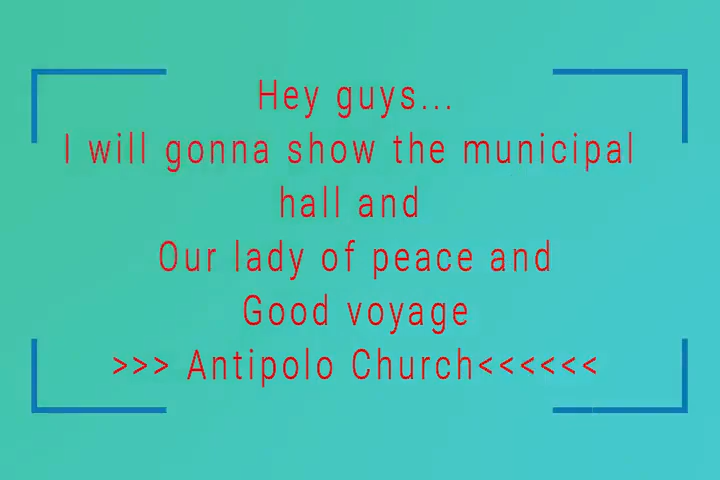 Hey guys...
I will gonna show the municipal
hall and
Our lady of peace and
Good voyage
>>> Antipolo Church<<<<<<